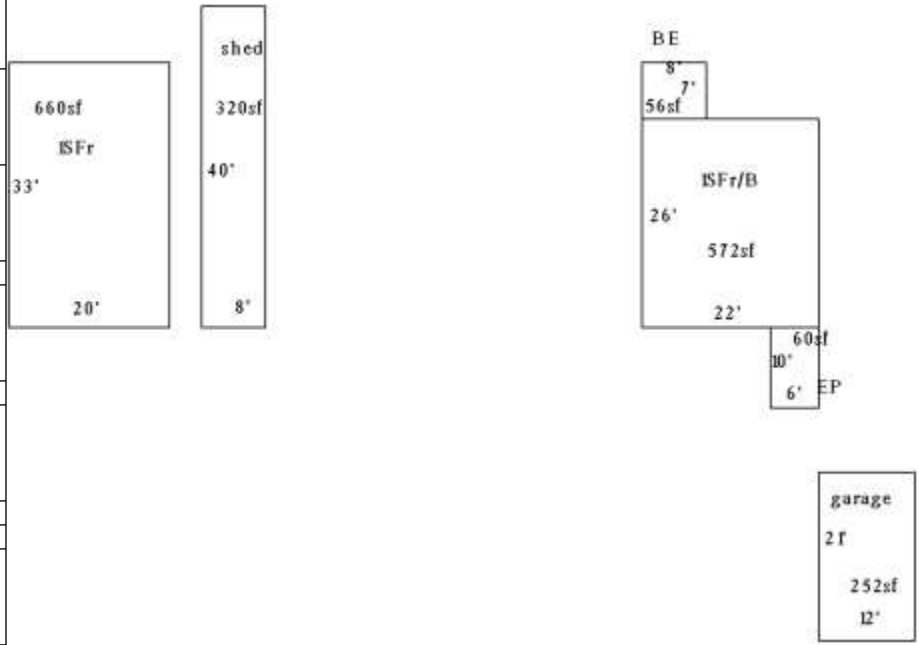 660sf
1SFr
33'
20'
shed
320sf
40'
8'
BE
8'
7'
56sf
1SFr/B
26'
572sf
22'
60sf
10'
6'
EP
garage
21'
252sf
12'